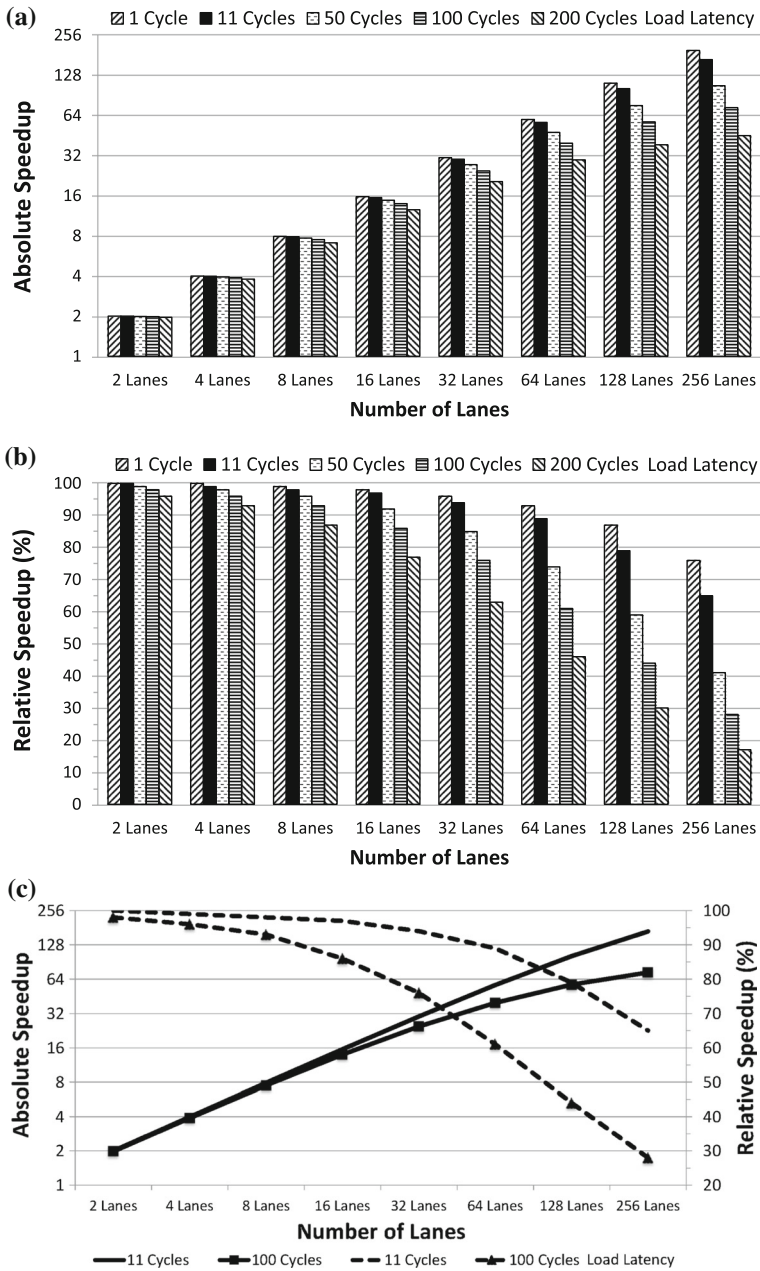 (a)
1 Cycle 11 Cycles 50 Cycles 100 Cycles 200 Cycles Load Latency
256
128
64
32
16
8
4
2
1
Absolute Speedup
2 Lanes 4 Lanes 8 Lanes 16 Lanes 32 Lanes 64 Lanes 128 Lanes 256 Lanes
Number of Lanes
(b)
1 Cycle 11 Cycles 50 Cycles 100 Cycles 200 Cycles Load Latency
100
90
80
70
60
50
40
30
20
10
0
Relative Speedup (%)
2 Lanes 4 Lanes 8 Lanes 16 Lanes 32 Lanes 64 Lanes 128 Lanes 256 Lanes
Number of Lanes
(c)
256
128
64
32
16
8
4
2
1
Absolute Speedup
100
90
80
70
60
50
40
30
20
Relative Speedup (%)
2 Lanes 4 Lanes 8 Lanes 16 Lanes 32 Lanes 64 Lanes 128 Lanes 256 Lanes
Number of Lanes
11 Cycles 100 Cycles 11 Cycles 100 Cycles Load Latency